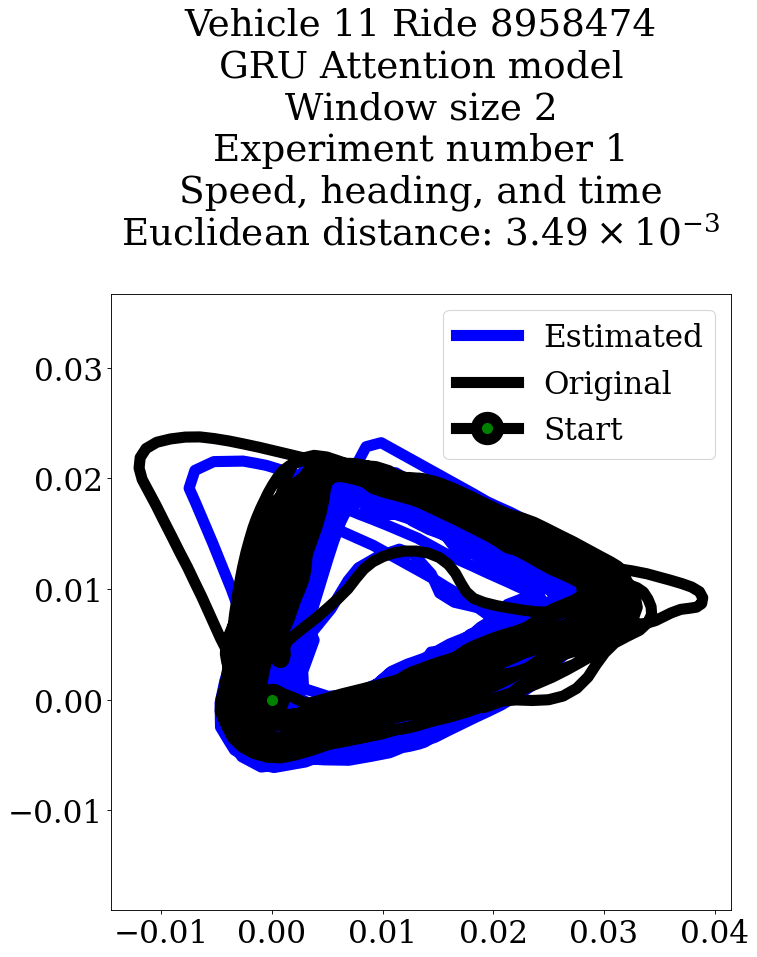 Vehicle 11 Ride 8958474
GRU Attention model
Window size 2
Experiment number 1
Speed, heading, and time
Euclidean distance: 3.49 × 10⁻³
Estimated
Original
Start
0.03
0.02
0.01
0.00
−0.01
−0.01 0.00 0.01 0.02 0.03 0.04